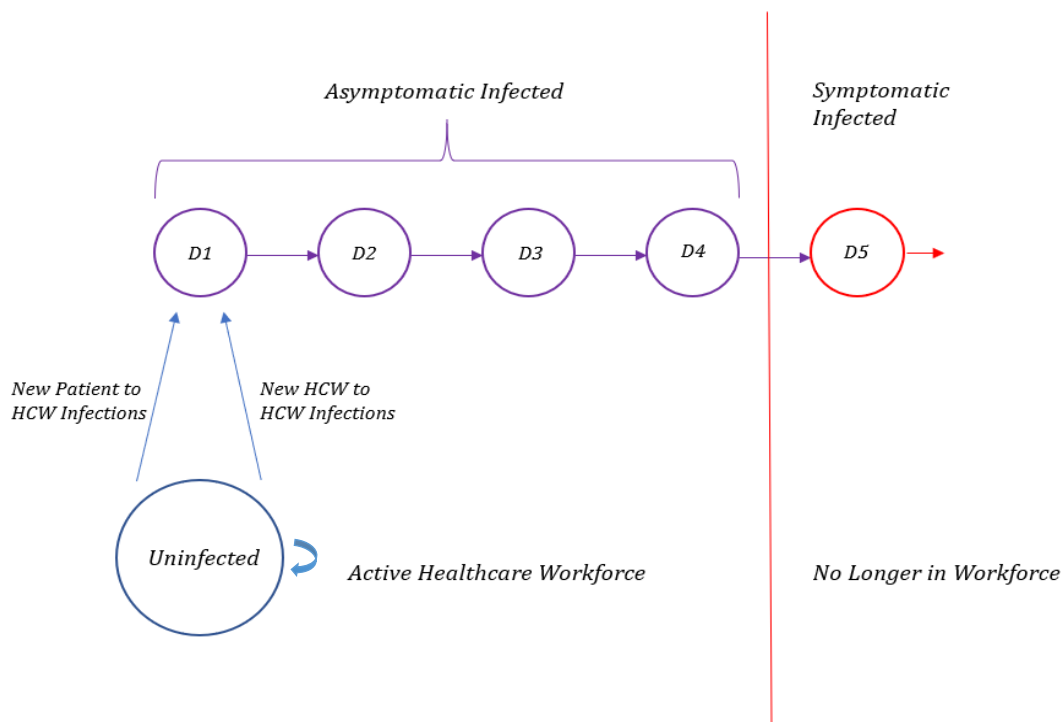 Asymptomatic Infected
Symptomatic
Infected
D1
D2
D3
D4
D5
New Patient to
HCW Infections
New HCW to
HCW Infections
Uninfected
Active Healthcare Workforce
No Longer in Workforce